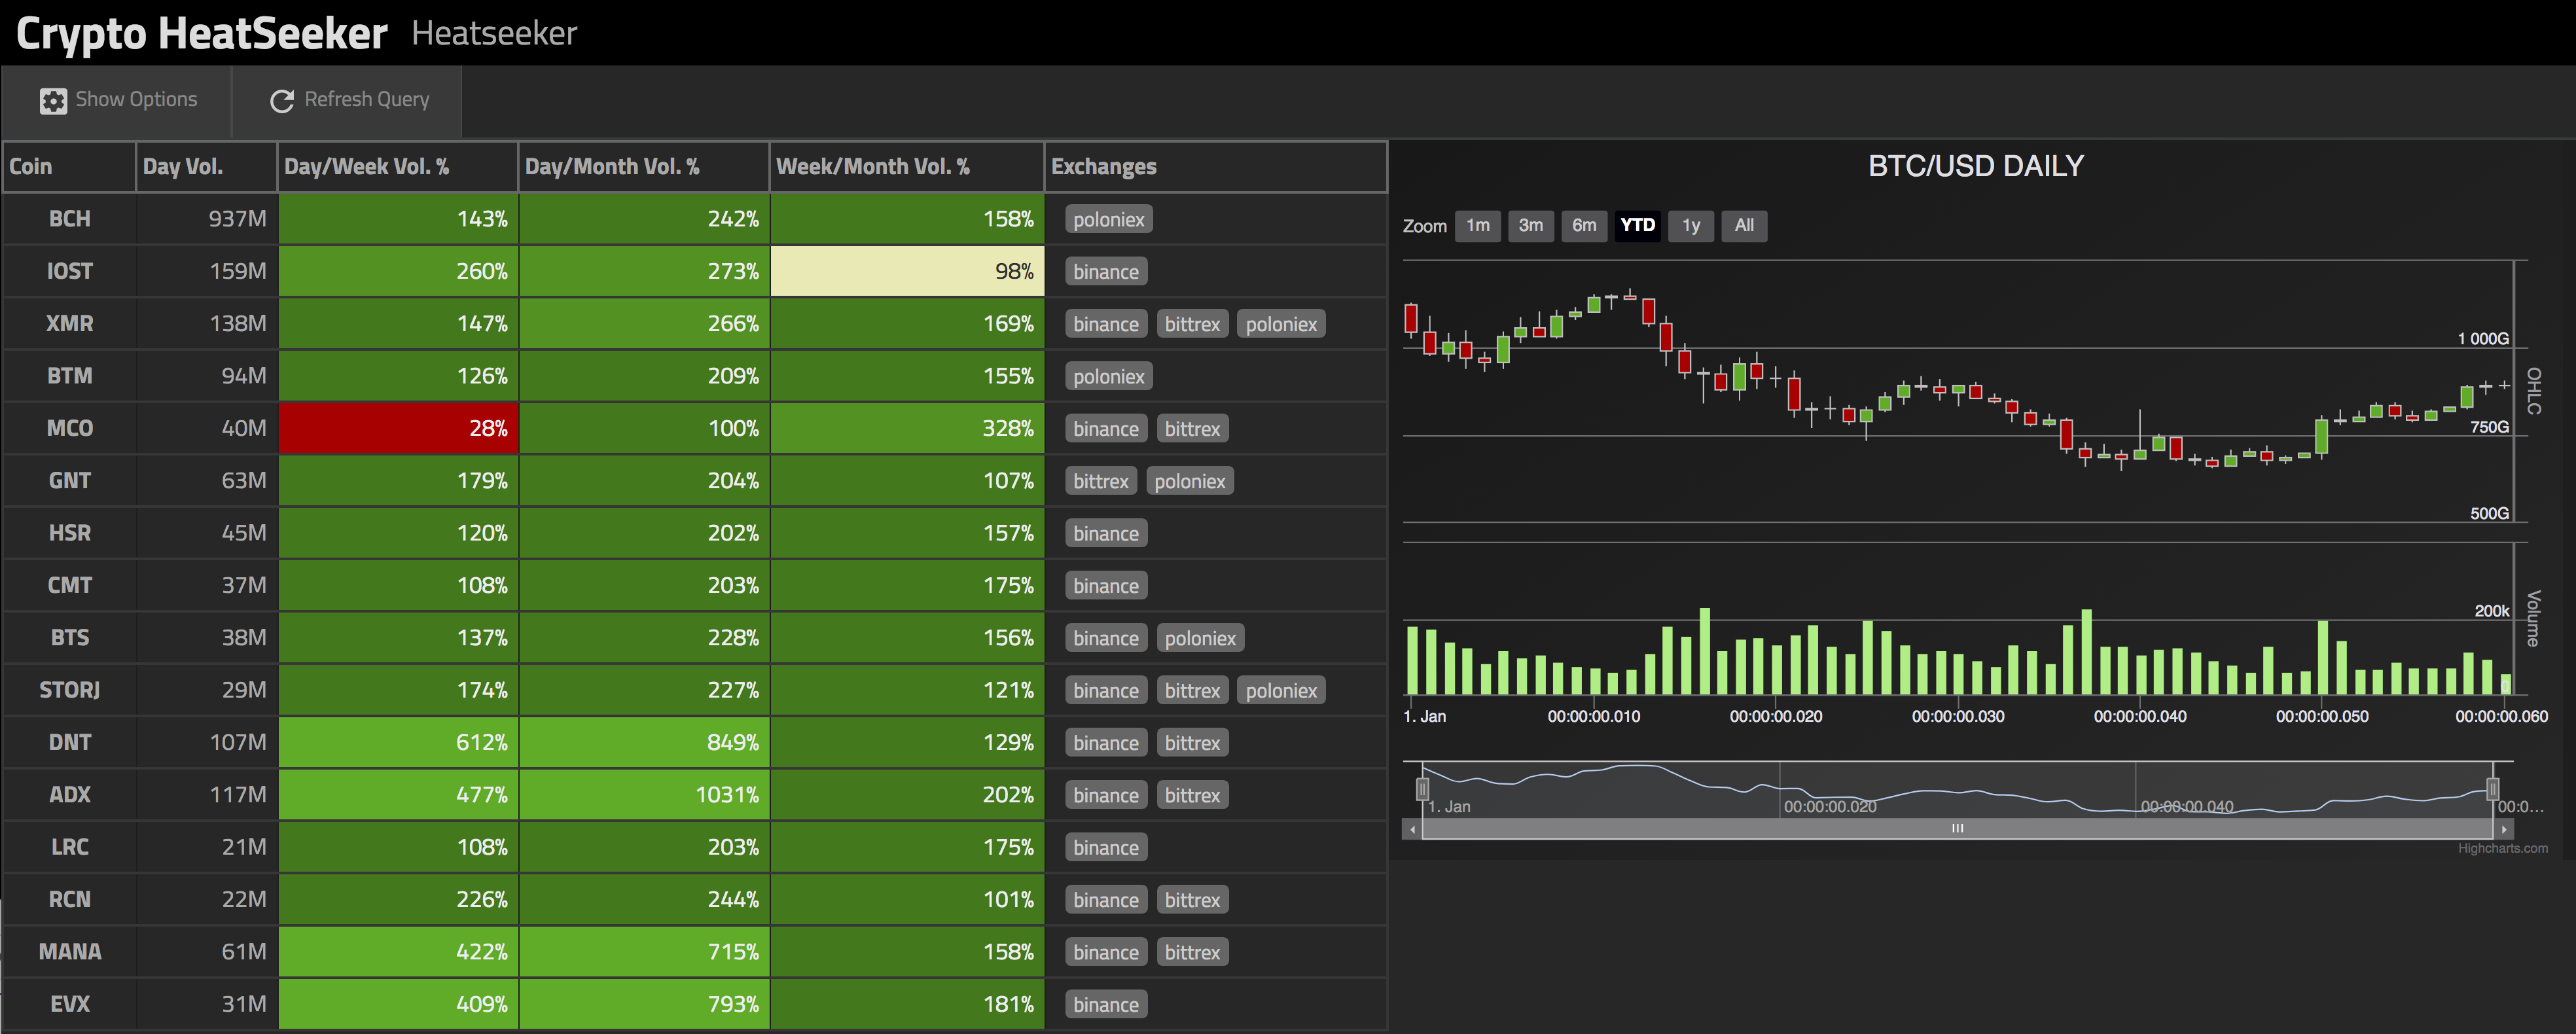 Crypto HeatSeeker Heatseeker
Show Options Refresh Query
Coin Day Vol. Day/Week Vol. % Day/Month Vol. % Week/Month Vol. % Exchanges
BCH 937M 143% 242% 158% poloniex
IOST 159M 260% 273% 98% binance
XMR 138M 147% 266% 169% binance bittrex poloniex
BTM 94M 126% 209% 155% poloniex
MCO 40M 28% 100% 328% binance bittrex
GNT 63M 179% 204% 107% bittrex poloniex
HSR 45M 120% 202% 157% binance
CMT 37M 108% 203% 175% binance
BTS 38M 137% 228% 156% binance poloniex
STORJ 29M 174% 227% 121% binance bittrex poloniex
DNT 107M 612% 849% 129% binance bittrex
ADX 117M 477% 1031% 202% binance bittrex
LRC 21M 108% 203% 175% binance
RCN 22M 226% 244% 101% binance bittrex
MANA 61M 422% 715% 158% binance bittrex
EVX 31M 409% 793% 181% binance
BTC/USD DAILY
Zoom 1m 3m 6m YTD 1y All
1 000G
OHLC
750G
500G
200k
Volume
0
1. Jan 00:00:00.010 00:00:00.020 00:00:00.030 00:00:00.040 00:00:00.050 00:00:00.060
1. Jan 00:00:00.020 00:00:00.040 00:0...
Highcharts.com